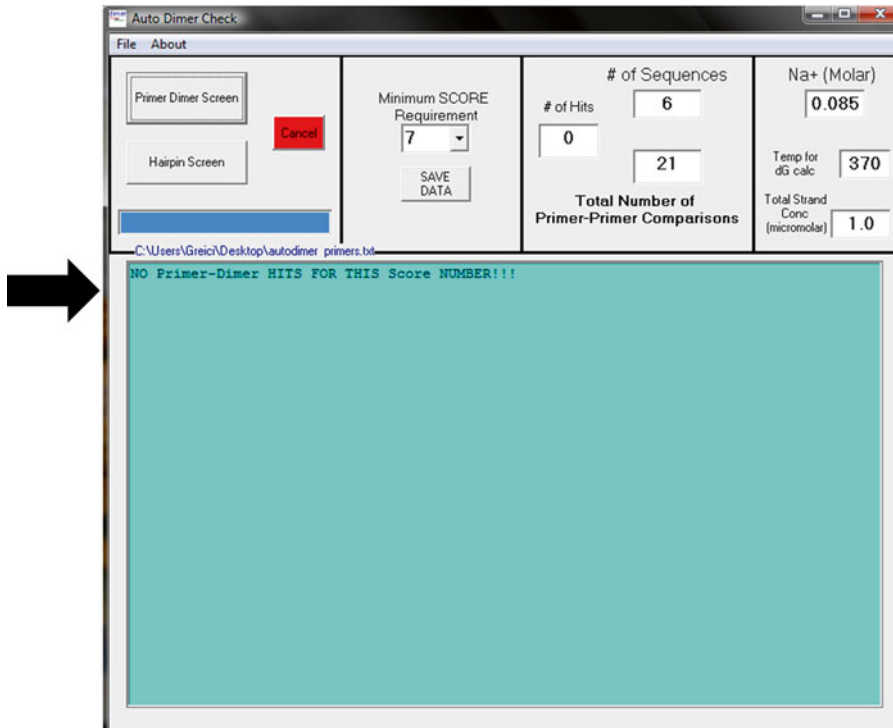 Auto Dimer Check
File About
Primer Dimer Screen
Cancel
Hairpin Screen
Minimum SCORE
Requirement
7
SAVE
DATA
# of Sequences
# of Hits
6
0
21
Total Number of
Primer-Primer Comparisons
Na+ (Molar)
0.085
Temp for
dG calc
370
Total Strand
Conc
(micromolar)
1.0
C:\Users\Greici\Desktop\autodimer primers.txt
NO Primer-Dimer HITS FOR THIS Score NUMBER!!!